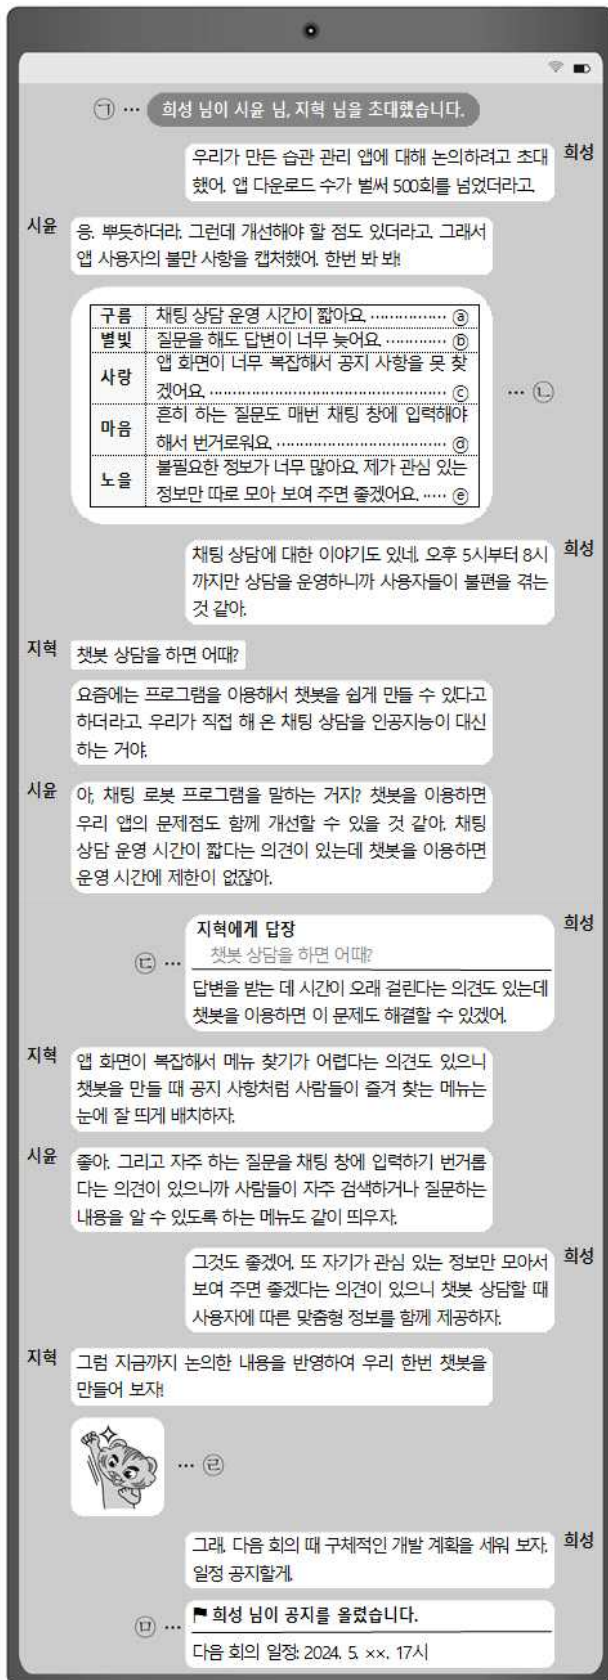 ㉠ … 희성 님이 시윤 님, 지혁 님을 초대했습니다.
희성
우리가 만든 습관 관리 앱에 대해 논의하려고 초대
했어. 앱 다운로드 수가 벌써 500회를 넘었더라고.
시윤
응. 뿌듯하더라. 그런데 개선해야 할 점도 있더라고. 그래서
앱 사용자의 불만 사항을 캡처했어. 한번 봐 봐!
구름 채팅 상담 운영 시간이 짧아요. ················ ⓐ
별빛 질문을 해도 답변이 너무 늦어요. ············· ⓑ
사랑 앱 화면이 너무 복잡해서 공지 사항을 못 찾
겠어요. ················································ ⓒ
마음 흔히 하는 질문도 매번 채팅 창에 입력해야
해서 번거로워요. ··································· ⓓ
노을 불필요한 정보가 너무 많아요. 제가 관심 있는
정보만 따로 모아 보여 주면 좋겠어요. ····· ⓔ
… ㉡
희성
채팅 상담에 대한 이야기도 있네. 오후 5시부터 8시
까지만 상담을 운영하니까 사용자들이 불편을 겪는
것 같아.
지혁
챗봇 상담을 하면 어때?
요즘에는 프로그램을 이용해서 챗봇을 쉽게 만들 수 있다고
하더라고. 우리가 직접 해 온 채팅 상담을 인공지능이 대신
하는 거야.
시윤
아, 채팅 로봇 프로그램을 말하는 거지? 챗봇을 이용하면
우리 앱의 문제점도 함께 개선할 수 있을 것 같아. 채팅
상담 운영 시간이 짧다는 의견이 있는데 챗봇을 이용하면
운영 시간에 제한이 없잖아.
희성
㉢ … 지혁에게 답장
챗봇 상담을 하면 어때?
답변을 받는 데 시간이 오래 걸린다는 의견도 있는데
챗봇을 이용하면 이 문제도 해결할 수 있겠어.
지혁
앱 화면이 복잡해서 메뉴 찾기가 어렵다는 의견도 있으니
챗봇을 만들 때 공지 사항처럼 사람들이 즐겨 찾는 메뉴는
눈에 잘 띄게 배치하자.
시윤
좋아. 그리고 자주 하는 질문을 채팅 창에 입력하기 번거롭
다는 의견이 있으니까 사람들이 자주 검색하거나 질문하는
내용을 알 수 있도록 하는 메뉴도 같이 띄우자.
희성
그것도 좋겠어. 또 자기가 관심 있는 정보만 모아서
보여 주면 좋겠다는 의견이 있으니 챗봇 상담할 때
사용자에 따른 맞춤형 정보를 함께 제공하자.
지혁
그럼 지금까지 논의한 내용을 반영하여 우리 한번 챗봇을
만들어 보자!
… ㉣
희성
그래. 다음 회의 때 구체적인 개발 계획을 세워 보자.
일정 공지할게.
㉤ … 희성 님이 공지를 올렸습니다.
다음 회의 일정: 2024. 5. ××. 17시